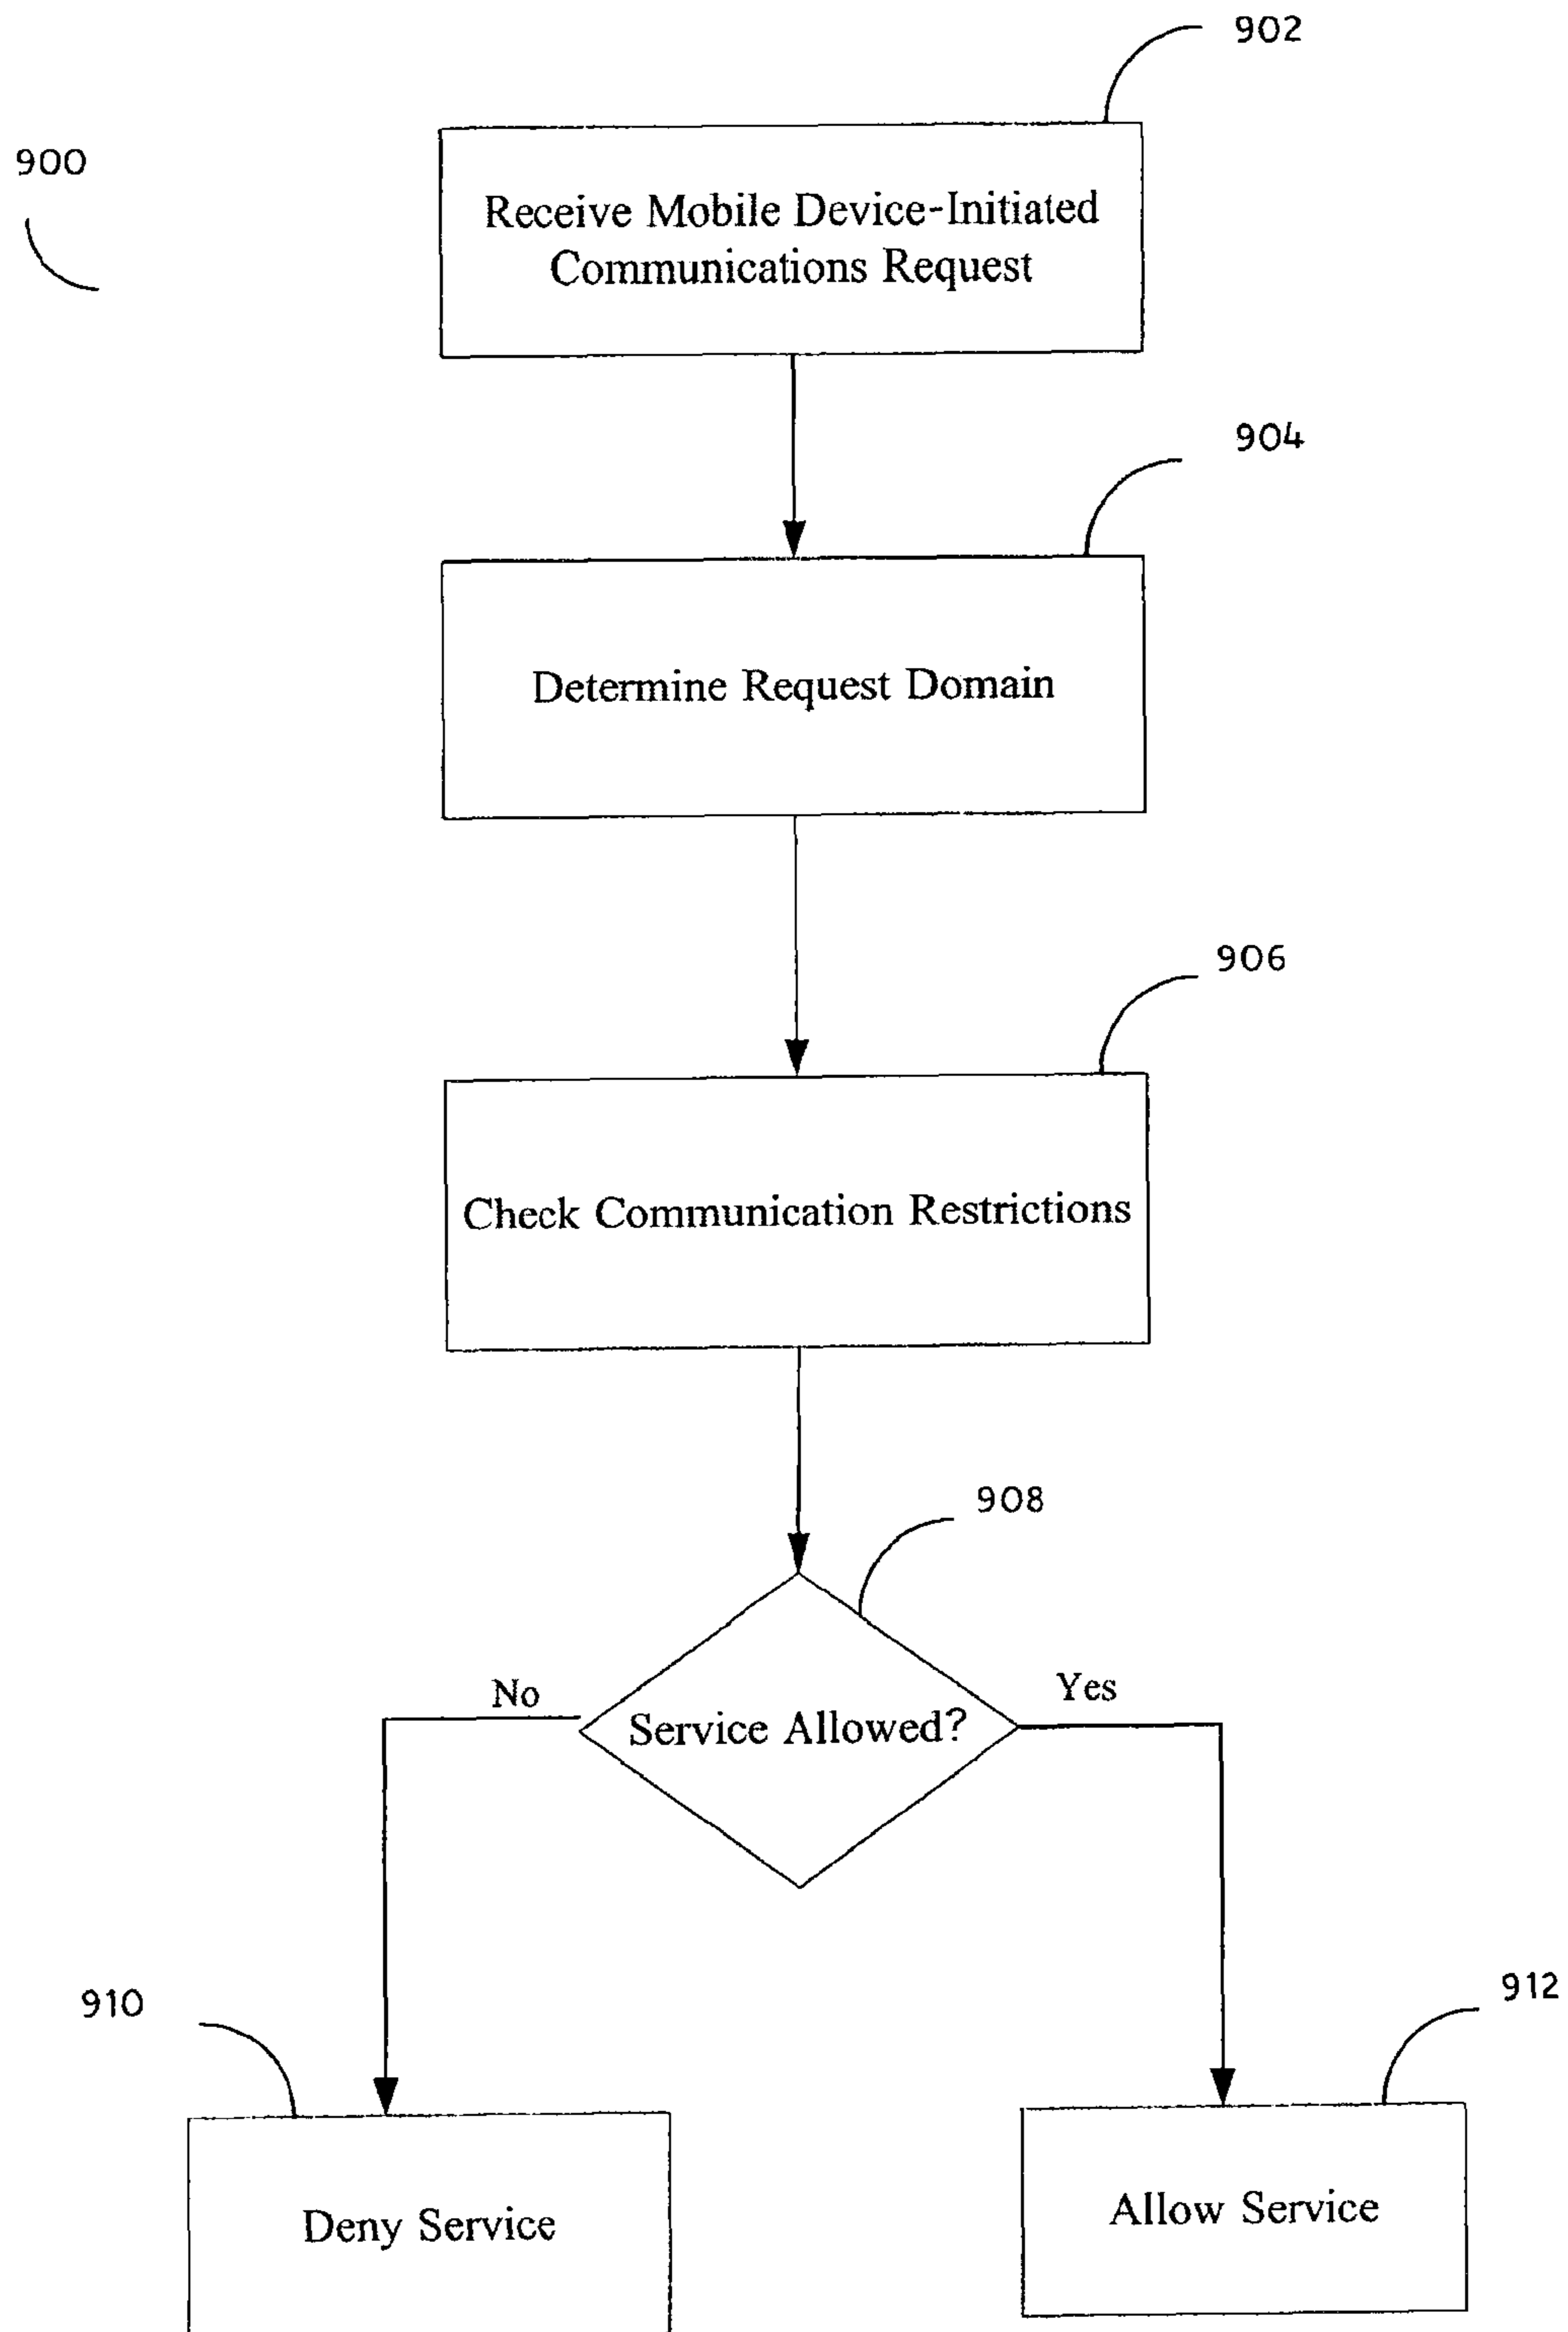 902
900
Receive Mobile Device-Initiated
Communications Request
904
Determine Request Domain
906
Check Communication Restrictions
908
No
Yes
Service Allowed?
910
912
Deny Service
Allow Service